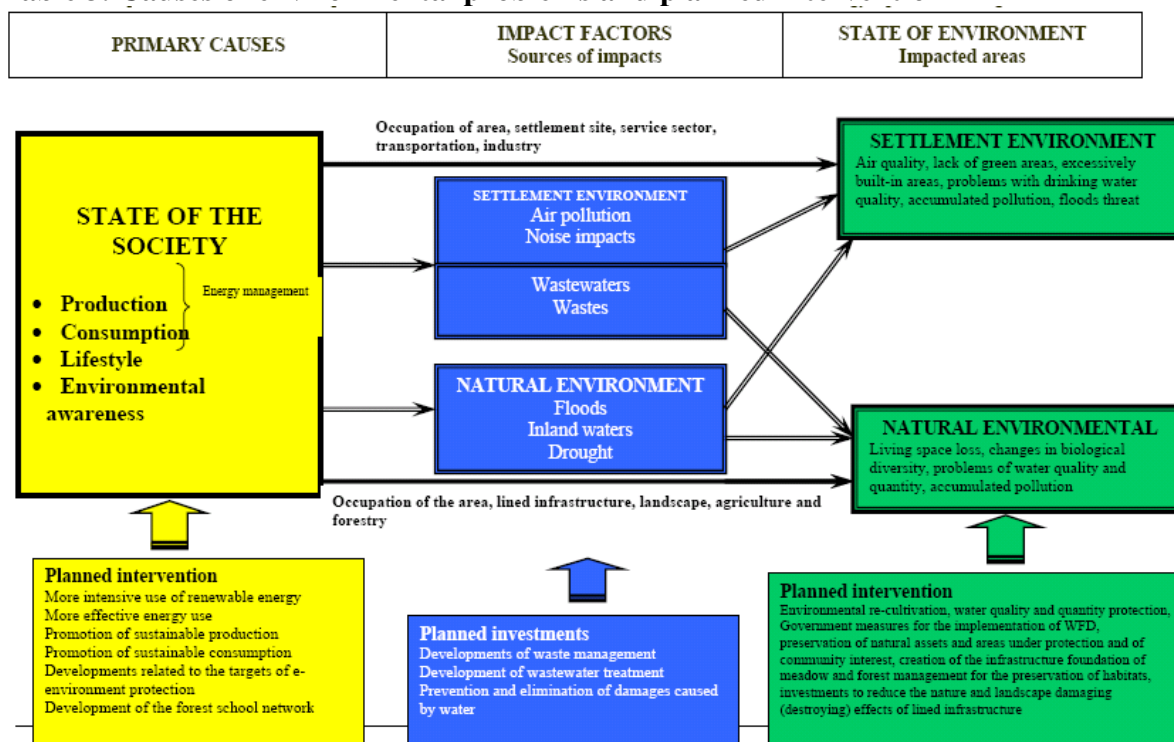 PRIMARY CAUSES
IMPACT FACTORS
Sources of impacts
STATE OF ENVIRONMENT
Impacted areas
Occupation of area, settlement site, service sector,
transportation, industry
STATE OF THE
SOCIETY
• Production
• Consumption
• Lifestyle
• Environmental
awareness
Energy management
SETTLEMENT ENVIRONMENT
Air pollution
Noise impacts
Wastewaters
Wastes
NATURAL ENVIRONMENT
Floods
Inland waters
Drought
Occupation of the area, lined infrastructure, landscape, agriculture and
forestry
SETTLEMENT ENVIRONMENT
Air quality, lack of green areas, excessively
built-in areas, problems with drinking water
quality, accumulated pollution, floods threat
NATURAL ENVIRONMENTAL
Living space loss, changes in biological
diversity, problems of water quality and
quantity, accumulated pollution
Planned intervention
More intensive use of renewable energy
More effective energy use
Promotion of sustainable production
Promotion of sustainable consumption
Developments related to the targets of e-
environment protection
Development of the forest school network
Planned investments
Developments of waste management
Development of wastewater treatment
Prevention and elimination of damages caused
by water
Planned intervention
Environmental re-cultivation, water quality and quantity protection,
Government measures for the implementation of WFD,
preservation of natural assets and areas under protection and of
community interest, creation of the infrastructure foundation of
meadow and forest management for the preservation of habitats,
investments to reduce the nature and landscape damaging
(destroying) effects of lined infrastructure